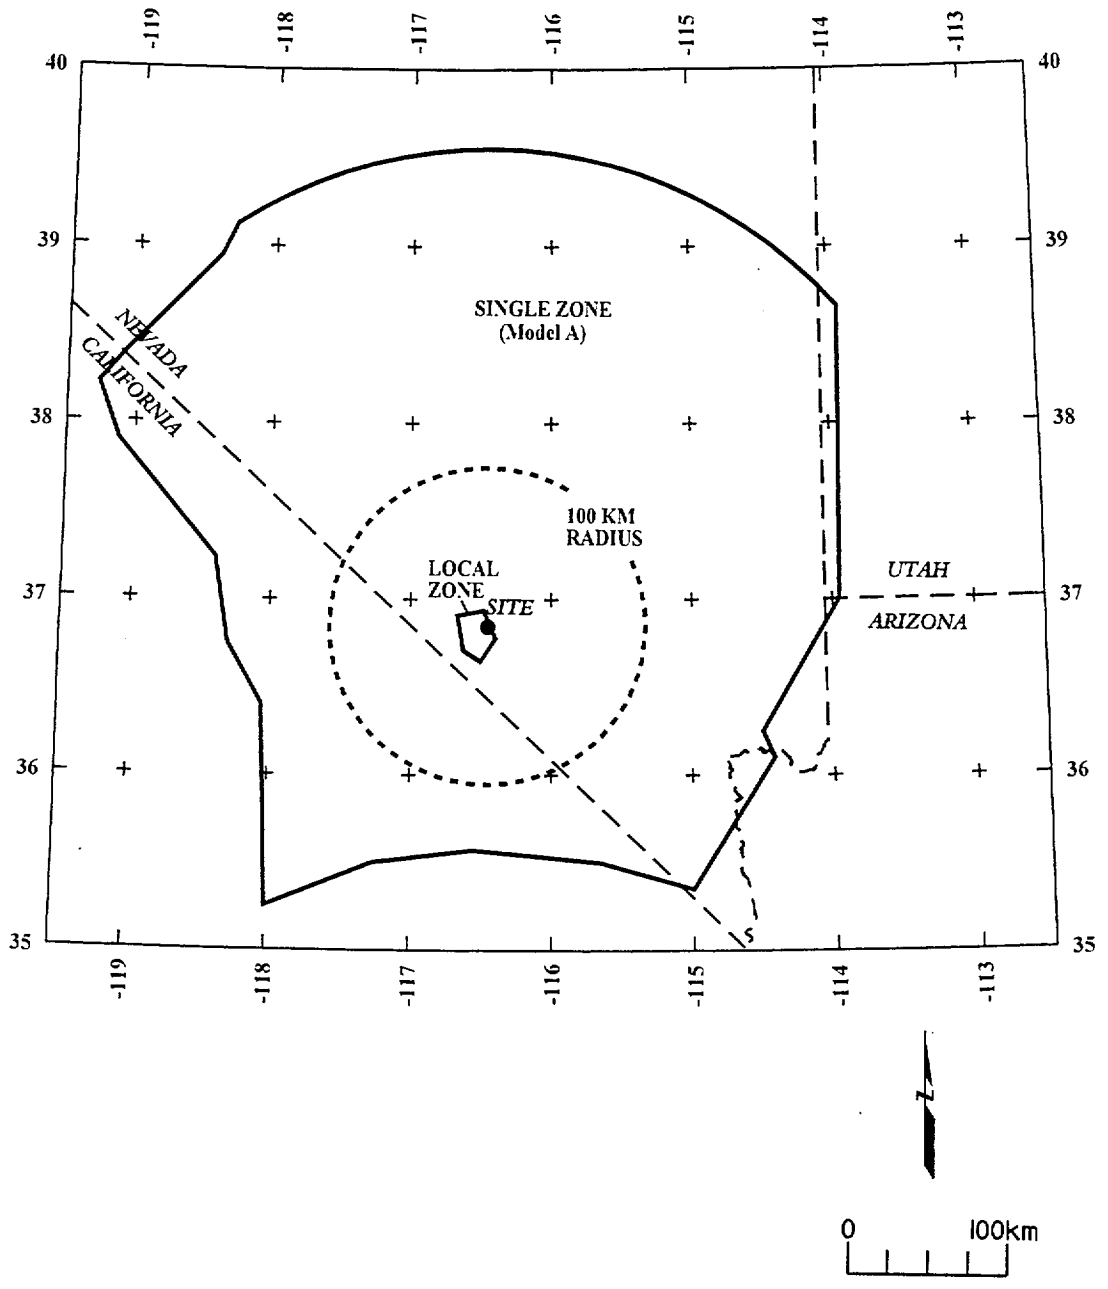 -119 -118 -117 -116 -115 -114 -113
40 40
39 39
SINGLE ZONE
(Model A)
NEVADA
CALIFORNIA
38 38
100 KM
RADIUS
LOCAL
ZONE
SITE
UTAH
37 37
ARIZONA
36 36
35 35
-119 -118 -117 -116 -115 -114 -113
N
0 100km